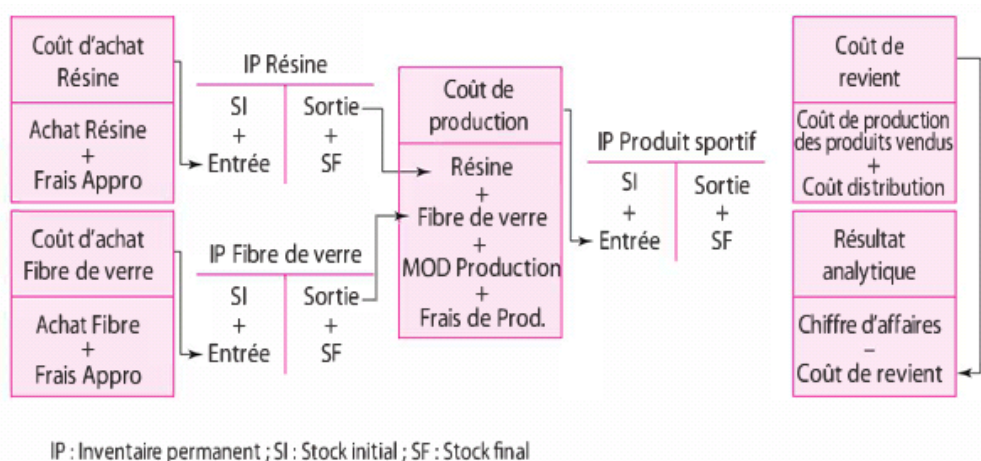 Coût d'achat
Résine
Achat Résine
+
Frais Appro
IP Résine
SI
+
Entrée
Sortie
+
SF
Coût d'achat
Fibre de verre
Achat Fibre
+
Frais Appro
IP Fibre de verre
SI
+
Entrée
Sortie
+
SF
Coût de
production
Résine
+
Fibre de verre
+
MOD Production
+
Frais de Prod.
IP Produit sportif
SI
+
Entrée
Sortie
+
SF
Coût de
revient
Coût de production
des produits vendus
+
Coût distribution
Résultat
analytique
Chiffre d'affaires
–
Coût de revient
IP : Inventaire permanent ; SI : Stock initial ; SF : Stock final